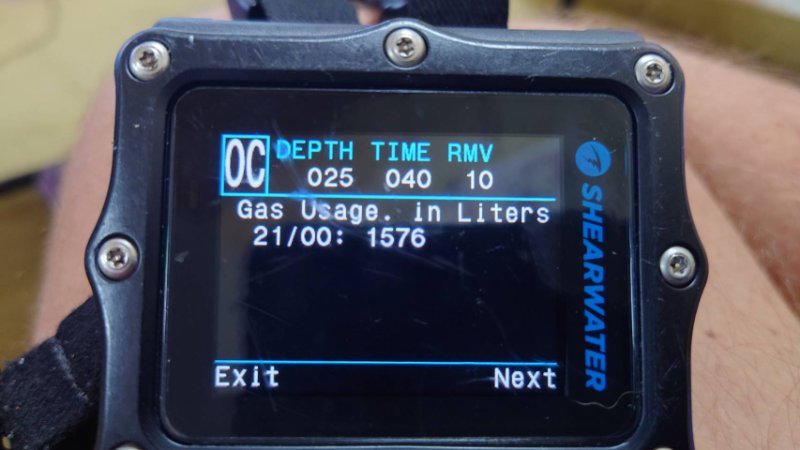 OC DEPTH TIME RMV
025 040 10
Gas Usage. in Liters
21/00: 1576
Exit Next
SHEARWATER